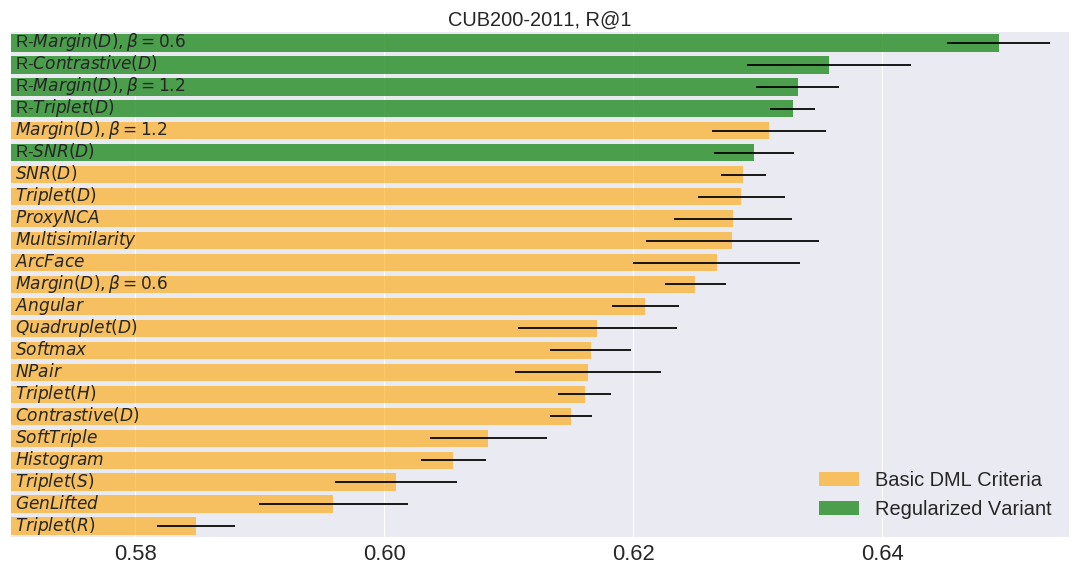 CUB200-2011, R@1
R-Margin(D), β = 0.6
R-Contrastive(D)
R-Margin(D), β = 1.2
R-Triplet(D)
Margin(D), β = 1.2
R-SNR(D)
SNR(D)
Triplet(D)
ProxyNCA
Multisimilarity
ArcFace
Margin(D), β = 0.6
Angular
Quadruplet(D)
Softmax
NPair
Triplet(H)
Contrastive(D)
SoftTriple
Histogram
Triplet(S)
GenLifted
Triplet(R)
Basic DML Criteria
Regularized Variant
0.58 0.60 0.62 0.64